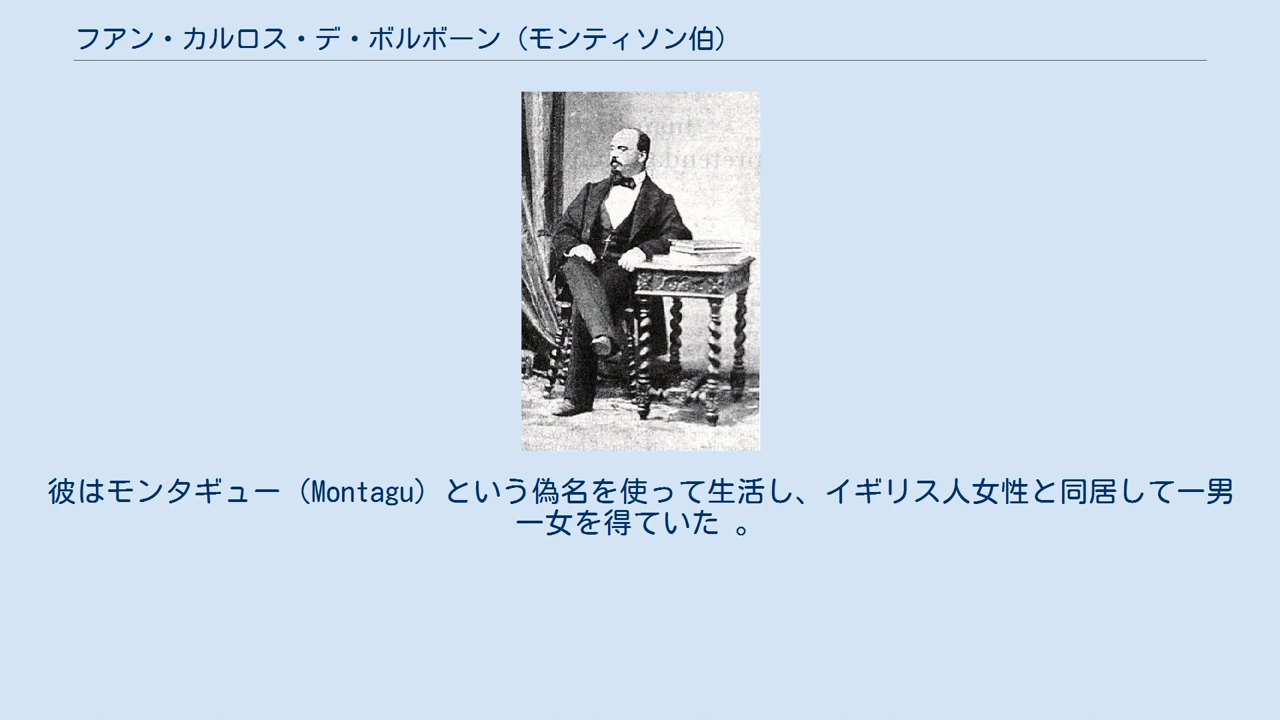 フアン・カルロス・デ・ボルボーン（モンティソン伯）
彼はモンタギュー（Montagu）という偽名を使って生活し、イギリス人女性と同居して一男
一女を得ていた 。